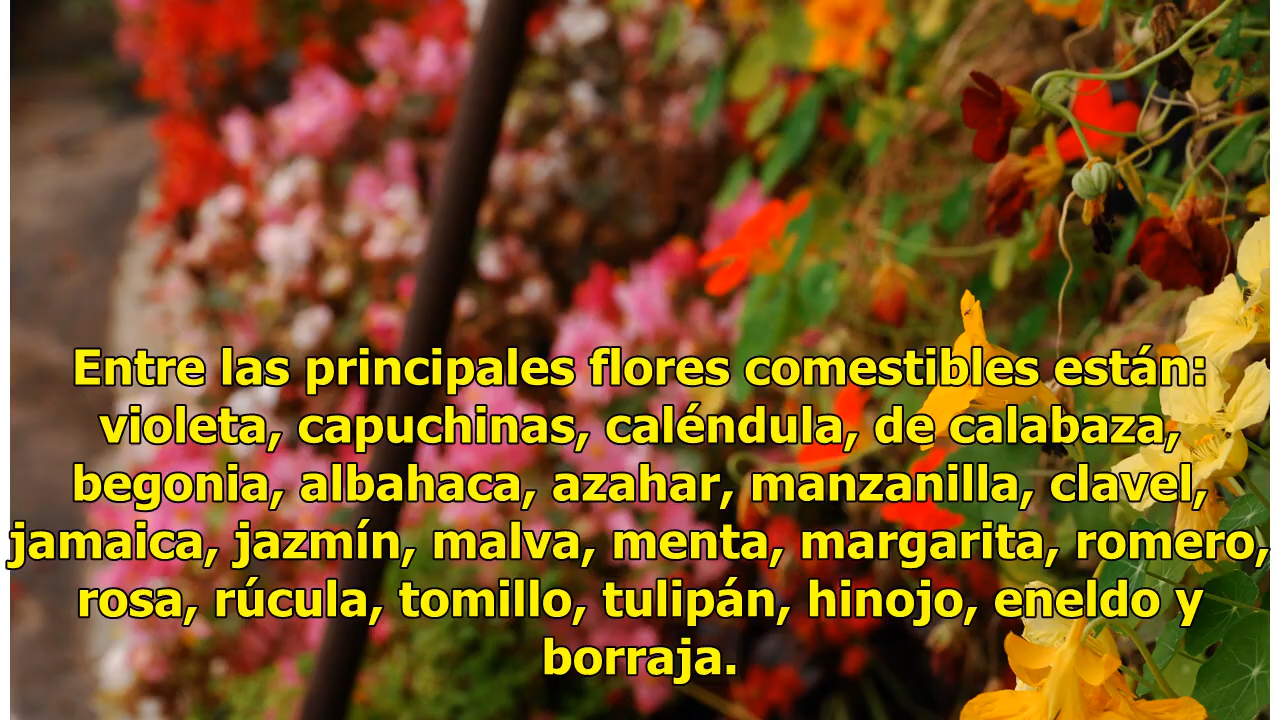 Entre las principales flores comestibles están:
violeta, capuchinas, caléndula, de calabaza,
begonia, albahaca, azahar, manzanilla, clavel,
jamaica, jazmín, malva, menta, margarita, romero,
rosa, rúcula, tomillo, tulipán, hinojo, eneldo y
borraja.